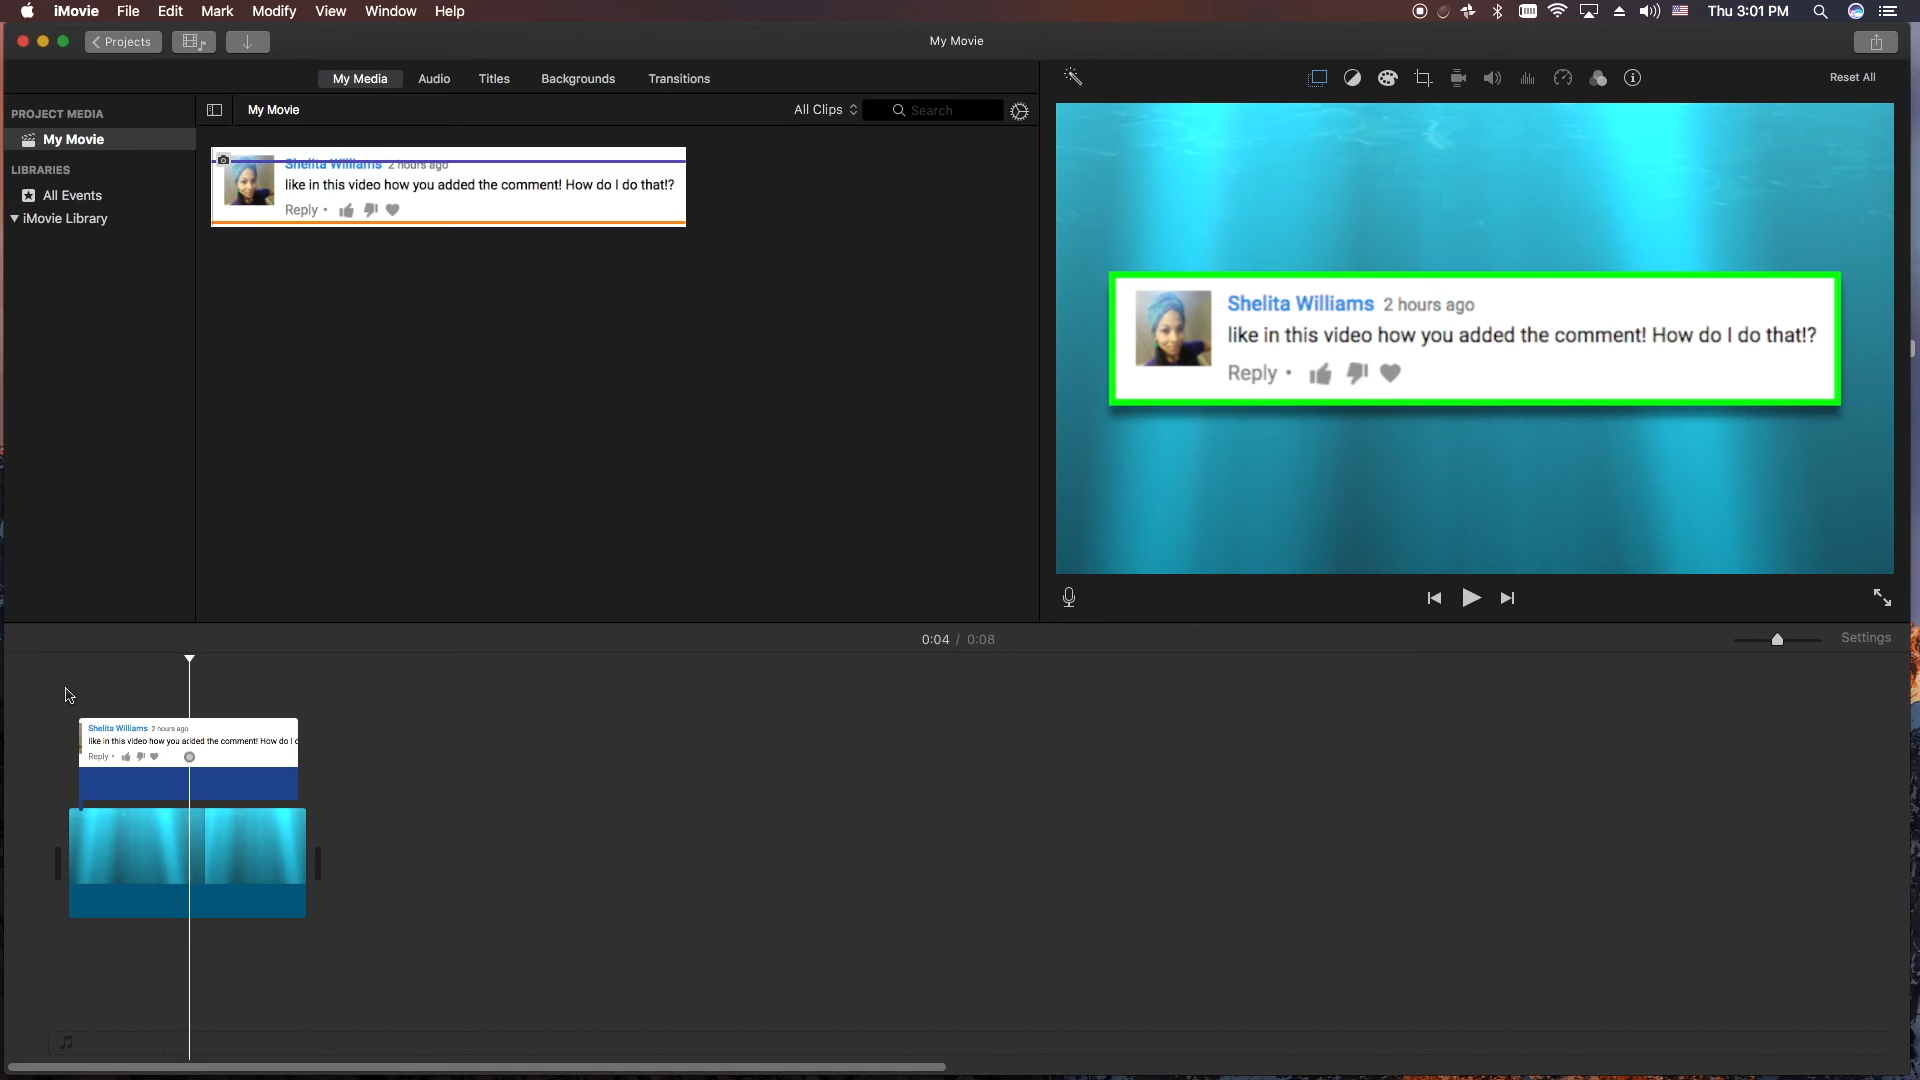 iMovie File Edit Mark Modify View Window Help
Thu 3:01 PM
Projects
My Movie
My Media Audio Titles Backgrounds Transitions
Reset All
PROJECT MEDIA
My Movie
LIBRARIES
All Events
iMovie Library
My Movie
All Clips
Search
Shelita Williams 2 hours ago
like in this video how you added the comment! How do I do that!?
Reply •
Shelita Williams 2 hours ago
like in this video how you added the comment! How do I do that!?
Reply •
0:04 / 0:08
Settings
Shelita Williams 2 hours ago
like in this video how you added the comment! How do I d
Reply •